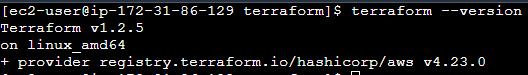 [ec2-user@ip-172-31-86-129 terraform]$ terraform --version
Terraform v1.2.5
on linux_amd64
+ provider registry.terraform.io/hashicorp/aws v4.23.0